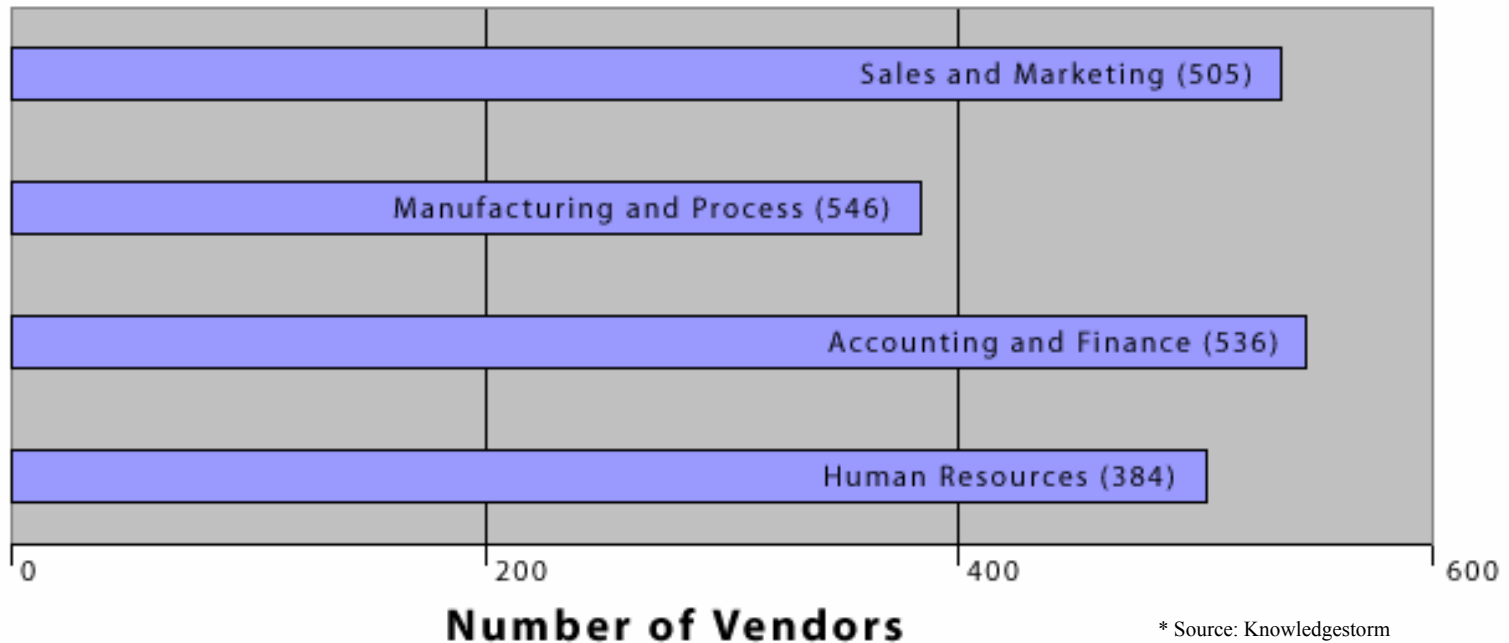 Sales and Marketing (505)
Manufacturing and Process (546)
Accounting and Finance (536)
Human Resources (384)
0 200 400 600
Number of Vendors
* Source: Knowledgestorm